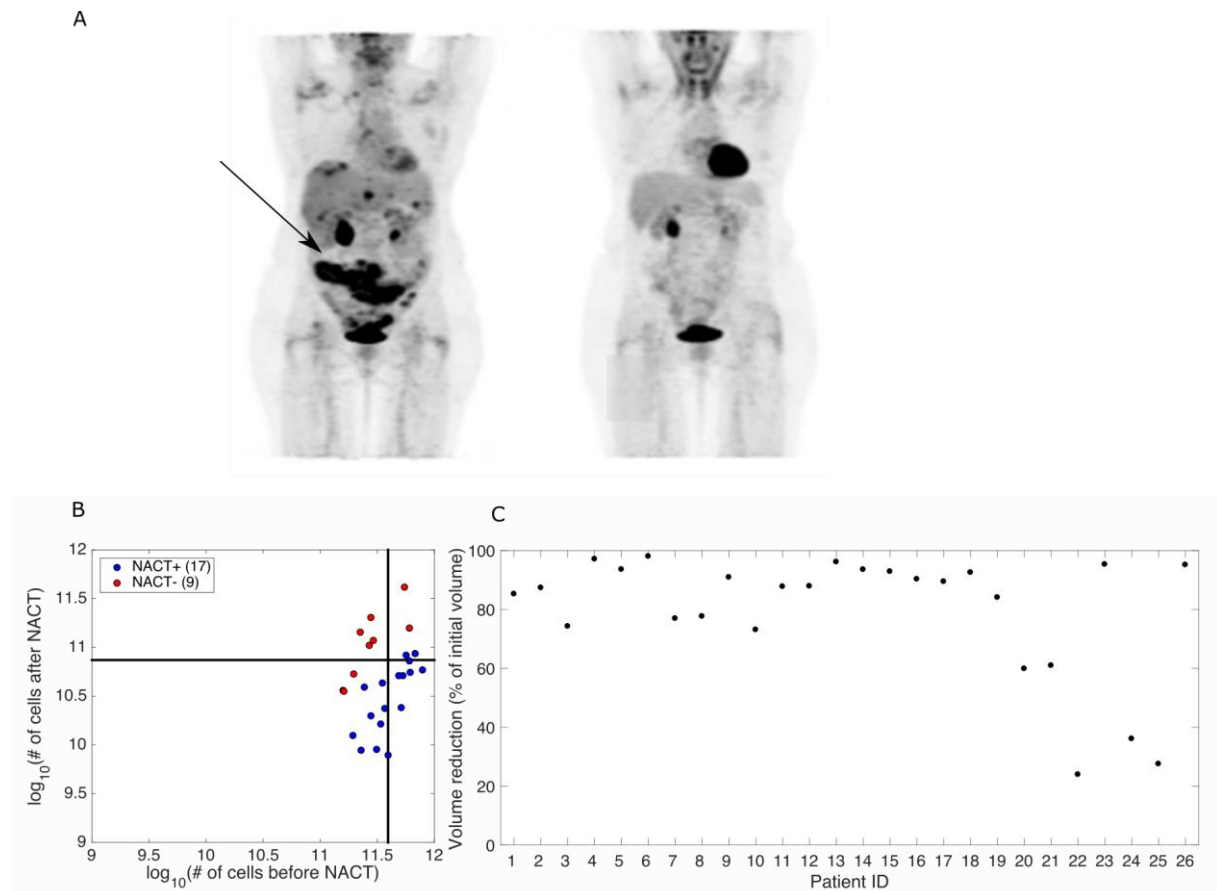 A
B
NACT+ (17)
NACT- (9)
12
11.5
11
10.5
10
9.5
9
log10(# of cells after NACT)
9 9.5 10 10.5 11 11.5 12
log10(# of cells before NACT)
C
100
80
60
40
20
0
Volume reduction (% of initial volume)
1 2 3 4 5 6 7 8 9 10 11 12 13 14 15 16 17 18 19 20 21 22 23 24 25 26
Patient ID